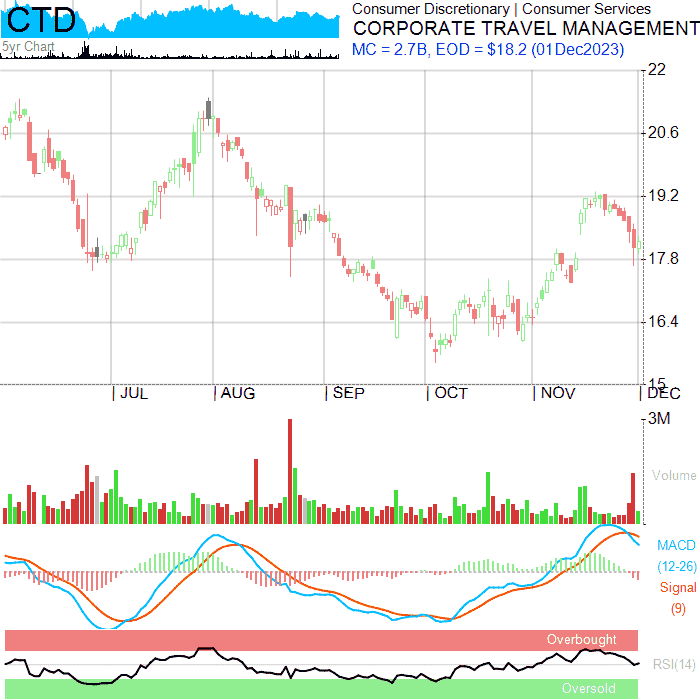 CTD
5yr Chart
Consumer Discretionary | Consumer Services
CORPORATE TRAVEL MANAGEMENT
MC = 2.7B, EOD = $18.2 (01Dec2023)
22
20.6
19.2
17.8
16.4
15
JUL
AUG
SEP
OCT
NOV
DEC
3M
Volume
MACD
(12-26)
Signal
(9)
Overbought
RSI(14)
Oversold